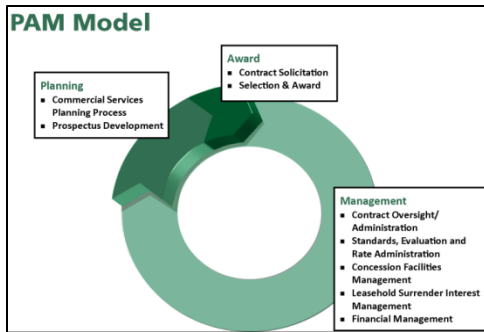 PAM Model
Planning
▪ Commercial Services
Planning Process
▪ Prospectus Development
Award
▪ Contract Solicitation
▪ Selection & Award
Management
▪ Contract Oversight/
Administration
▪ Standards, Evaluation and
Rate Administration
▪ Concession Facilities
Management
▪ Leasehold Surrender Interest
Management
▪ Financial Management